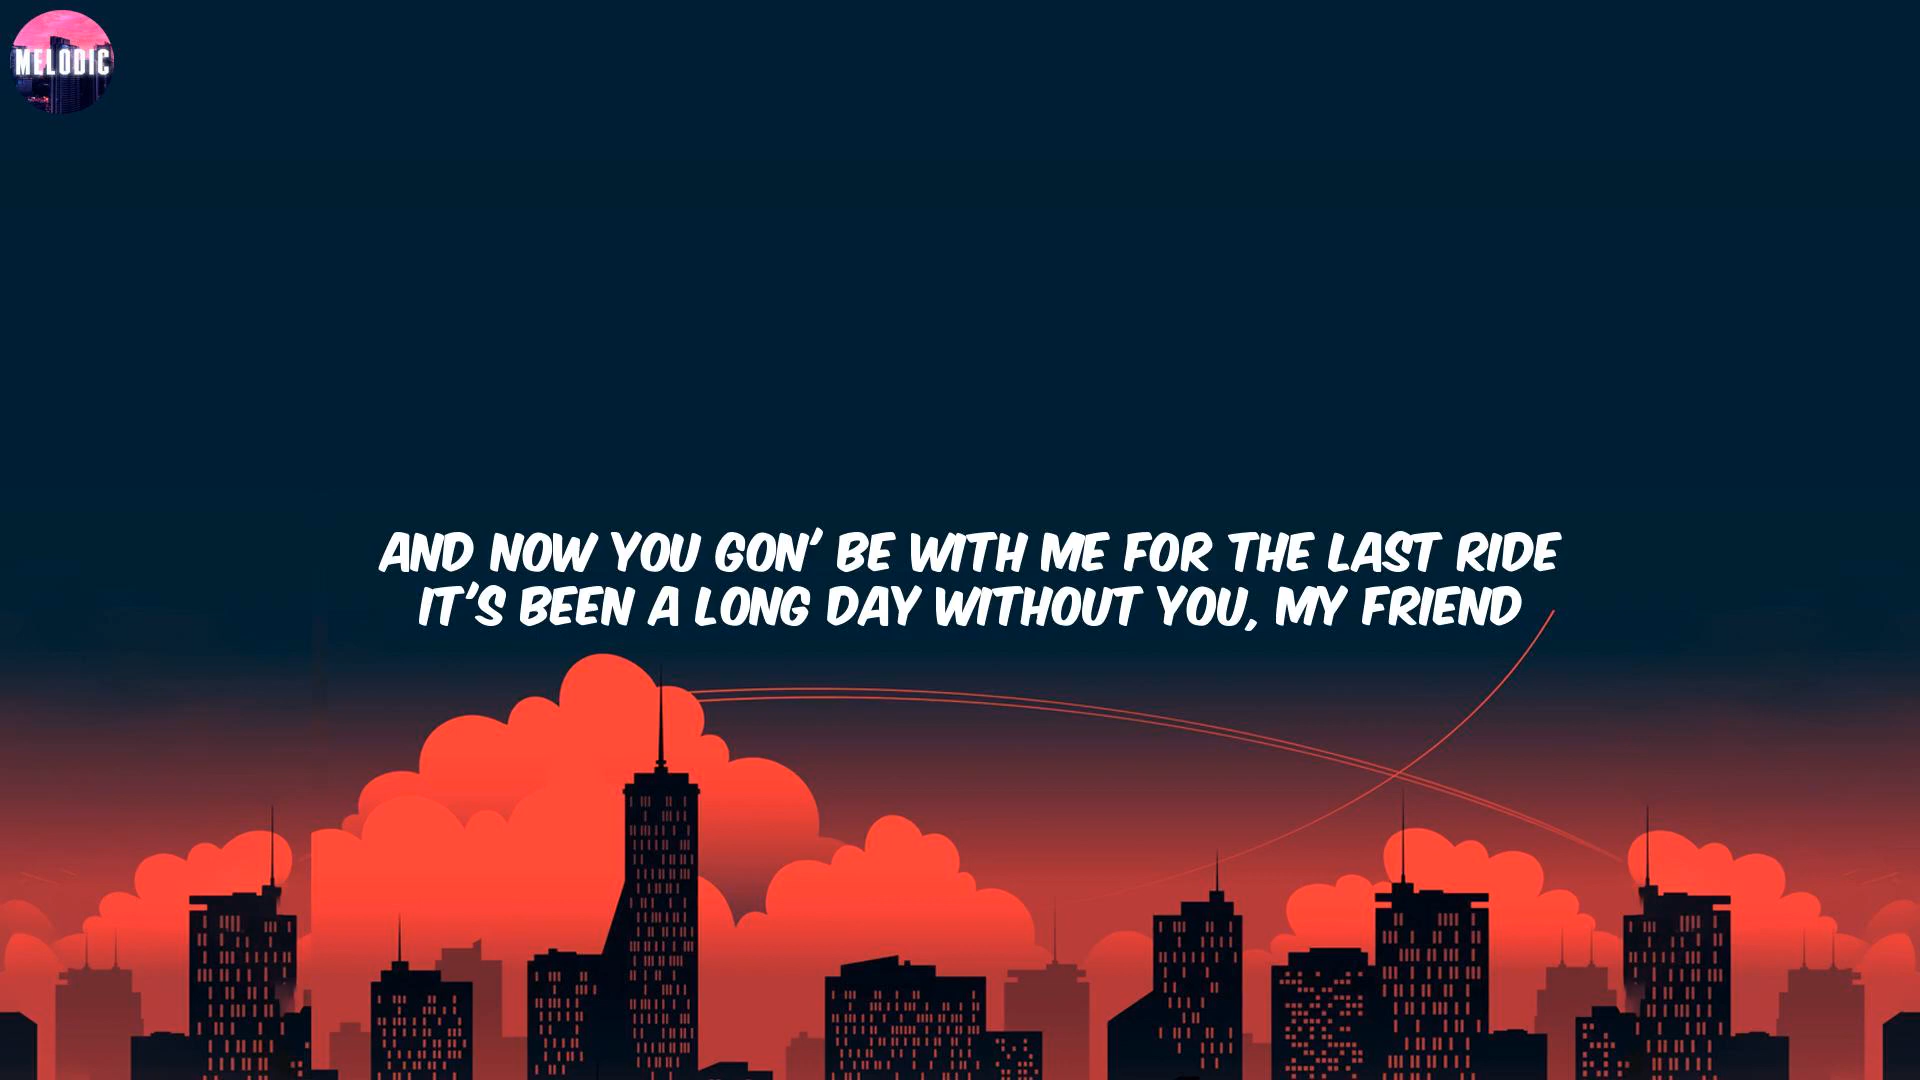 MELODIC
AND NOW YOU GON' BE WITH ME FOR THE LAST RIDE
IT'S BEEN A LONG DAY WITHOUT YOU, MY FRIEND